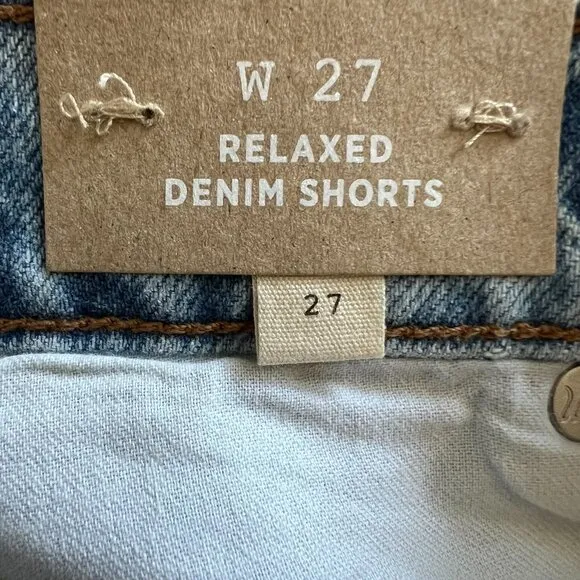 W 27
RELAXED
DENIM SHORTS
27